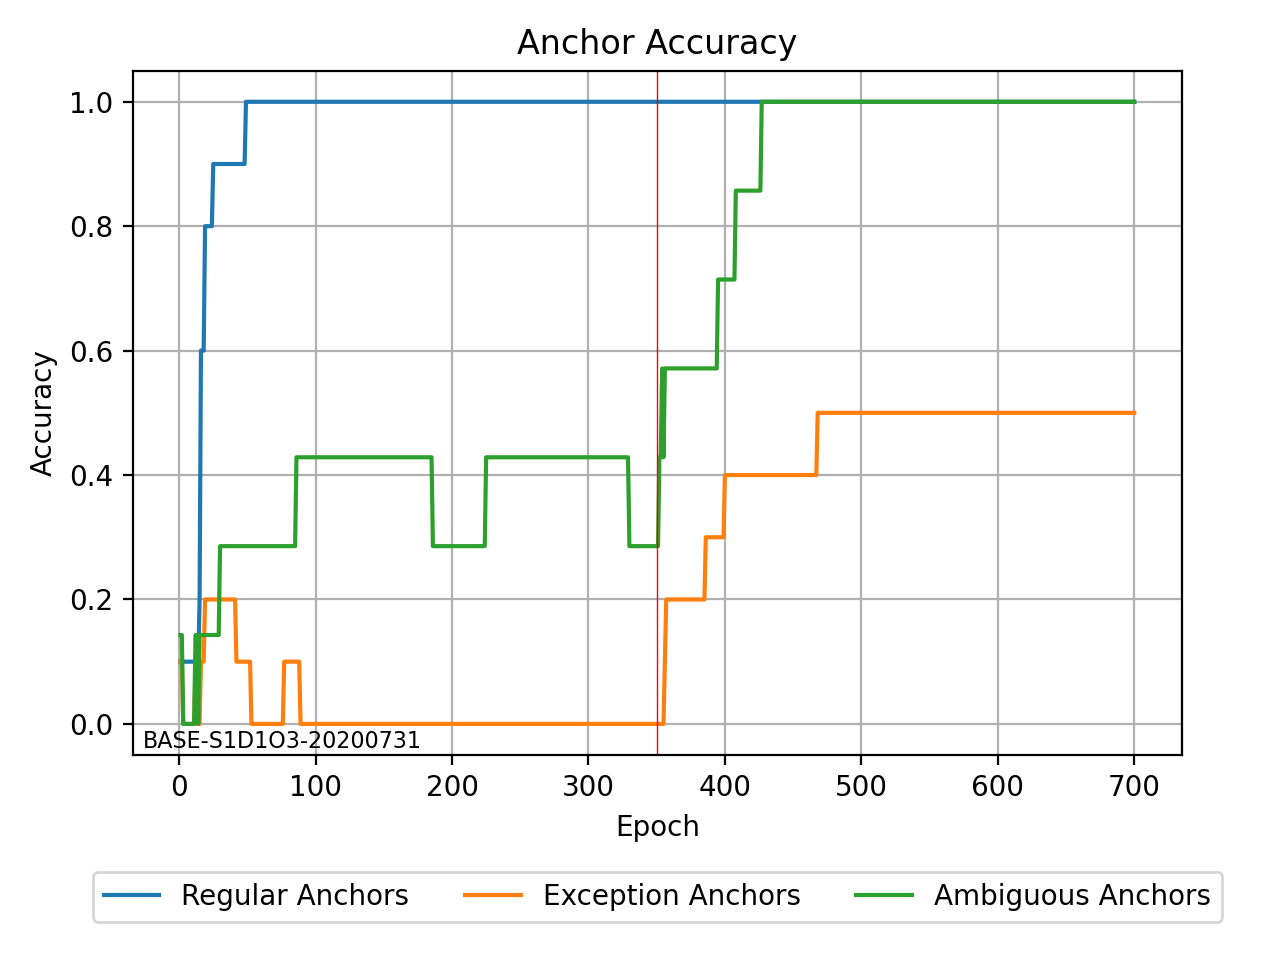 Anchor Accuracy
1.0
0.8
0.6
0.4
0.2
0.0
Accuracy
BASE-S1D1O3-20200731
0 100 200 300 400 500 600 700
Epoch
Regular Anchors Exception Anchors Ambiguous Anchors